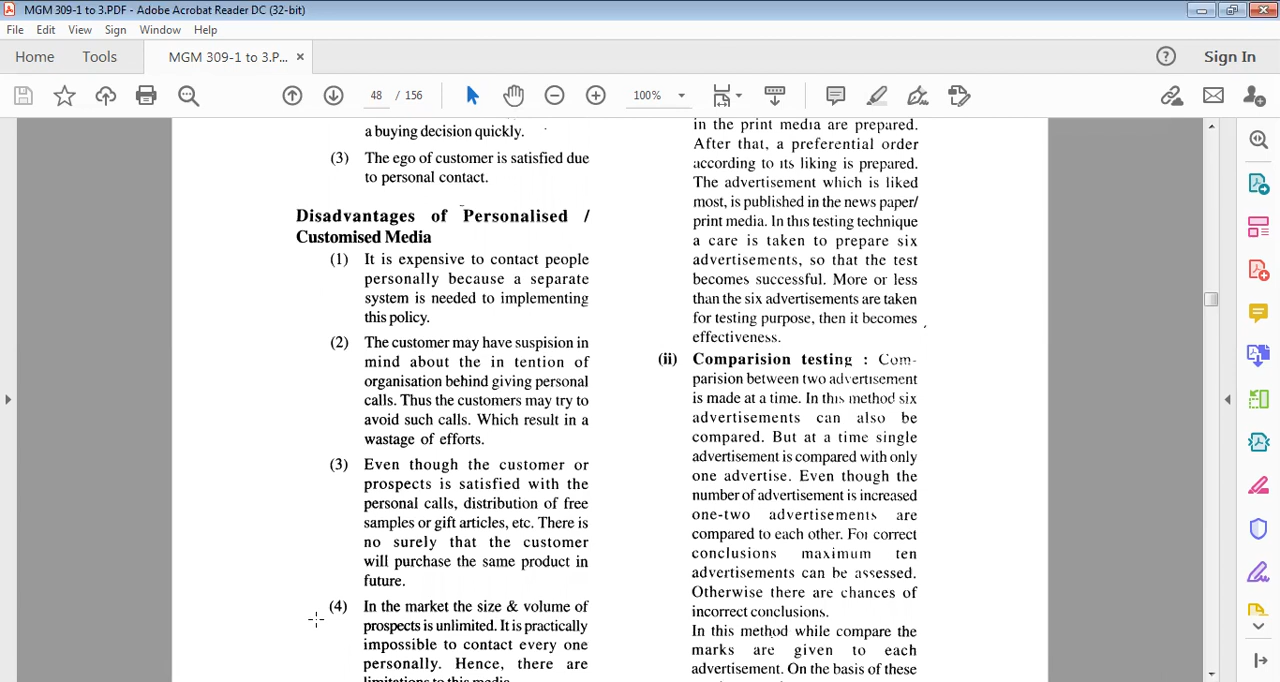 MGM 309-1 to 3.PDF - Adobe Acrobat Reader DC (32-bit)
File Edit View Sign Window Help
Home Tools MGM 309-1 to 3.P... × Sign In
48 / 156 100%
a buying decision quickly.
(3) The ego of customer is satisfied due
to personal contact.
Disadvantages of Personalised /
Customised Media
(1) It is expensive to contact people
personally because a separate
system is needed to implementing
this policy.
(2) The customer may have suspision in
mind about the in tention of
organisation behind giving personal
calls. Thus the customers may try to
avoid such calls. Which result in a
wastage of efforts.
(3) Even though the customer or
prospects is satisfied with the
personal calls, distribution of free
samples or gift articles, etc. There is
no surely that the customer
will purchase the same product in
future.
(4) In the market the size & volume of
prospects is unlimited. It is practically
impossible to contact every one
personally. Hence, there are
limitations to this media.
in the print media are prepared.
After that, a preferential order
according to its liking is prepared.
The advertisement which is liked
most, is published in the news paper/
print media. In this testing technique
a care is taken to prepare six
advertisements, so that the test
becomes successful. More or less
than the six advertisements are taken
for testing purpose, then it becomes
effectiveness.
(ii) Comparision testing : Com-
parision between two advertisement
is made at a time. In this method six
advertisements can also be
compared. But at a time single
advertisement is compared with only
one advertise. Even though the
number of advertisement is increased
one-two advertisements are
compared to each other. For correct
conclusions maximum ten
advertisements can be assessed.
Otherwise there are chances of
incorrect conclusions.
In this method while compare the
marks are given to each
advertisement. On the basis of these